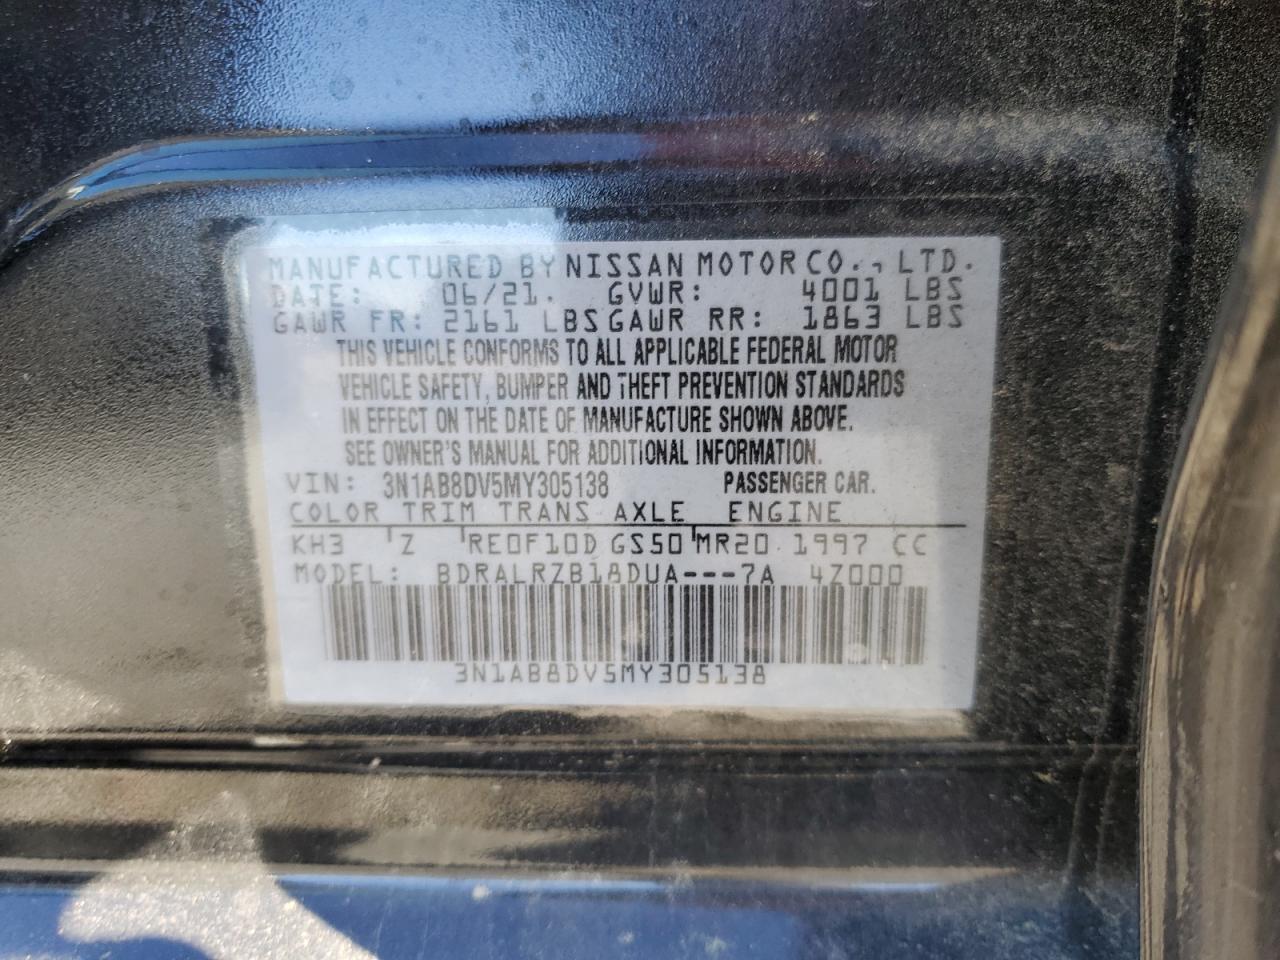 MANUFACTURED BY NISSAN MOTOR CO., LTD.
DATE: 06/21. GVWR: 4001 LBS
GAWR FR: 2161 LBS GAWR RR: 1863 LBS
THIS VEHICLE CONFORMS TO ALL APPLICABLE FEDERAL MOTOR
VEHICLE SAFETY, BUMPER AND THEFT PREVENTION STANDARDS
IN EFFECT ON THE DATE OF MANUFACTURE SHOWN ABOVE.
SEE OWNER'S MANUAL FOR ADDITIONAL INFORMATION.
VIN: 3N1AB8DV5MY305138 PASSENGER CAR.
COLOR TRIM TRANS AXLE ENGINE
KH3 Z RE0F10D GS50 MR20 1997 CC
MODEL: BDRALRZB18DUA---7A 4Z000
3N1AB8DV5MY305138